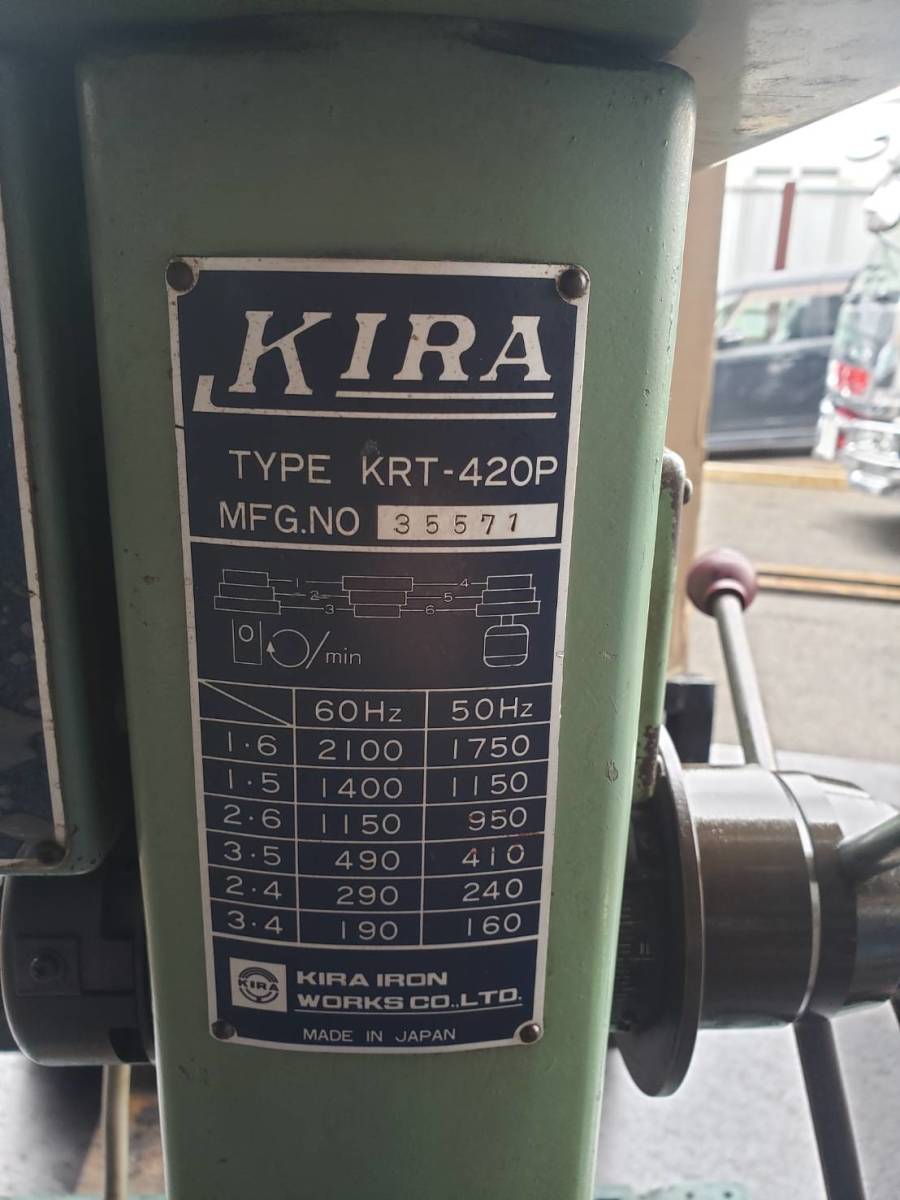 KIRA
TYPE KRT-420P
MFG.NO 35571
1 4
2 5
3 6
0 /min
60Hz 50Hz
1·6 2100 1750
1·5 1400 1150
2·6 1150 950
3·5 490 410
2·4 290 240
3·4 190 160
KIRA KIRA IRON
WORKS CO.,LTD.
MADE IN JAPAN